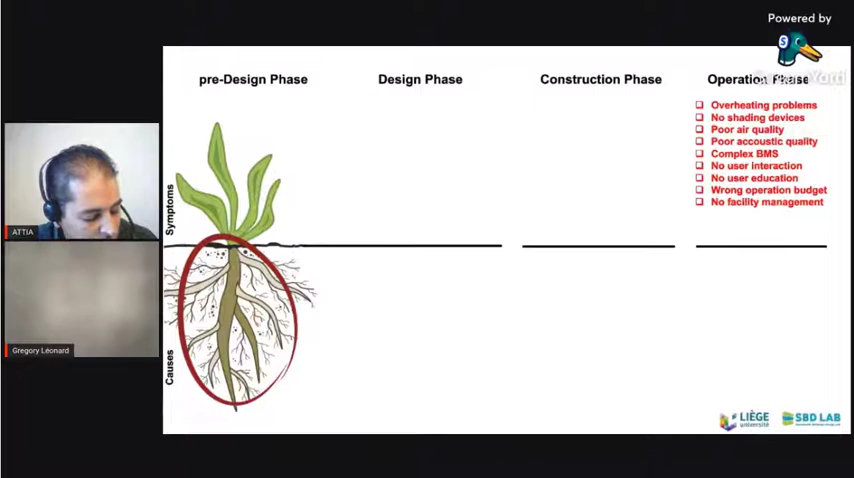 Powered by
pre-Design Phase
Design Phase
Construction Phase
Operation Phase
Overheating problems
No shading devices
Poor air quality
Poor accoustic quality
Complex BMS
No user interaction
No user education
Wrong operation budget
No facility management
Symptoms
ATTIA
Gregory Léonard
Causes
LIÈGE
université
SBD LAB